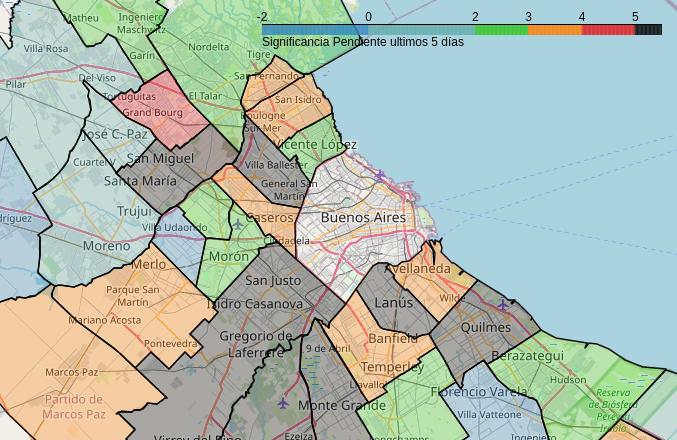 -2 0 2 3 4 5
Significancia Pendiente ultimos 5 días
Matheu
Ingeniero Maschwitz
Garín
Nordelta
Tigre
Villa Rosa
Del Viso
Pilar
San Fernando
El Talar
Tortuguitas
San Isidro
Grand Bourg
Boulogne
Sur Mer
José C. Paz
Vicente López
San Miguel
Villa Ballester
Santa María
General San
Martín
Trujui
Buenos Aires
Caseros
Villa Udaondo
Ciudadela
Moreno
Morón
Merlo
Avellaneda
San Justo
Parque San
Martín
Wilde
Isidro Casanova
Lanús
Mariano Acosta
Quilmes
Gregorio de
Laferrere
Banfield
Pontevedra
9 de Abril
Berazategui
Temperley
Marcos Paz
Hudson
Llavallol
Florencio Varela
Reserva
de Biósfera
Partido de
Marcos Paz
Monte Grande
Villa Vatteone
Pereyra
Iraola
Virrey del Pino
Ezeiza
Longchamps
Ingeniero